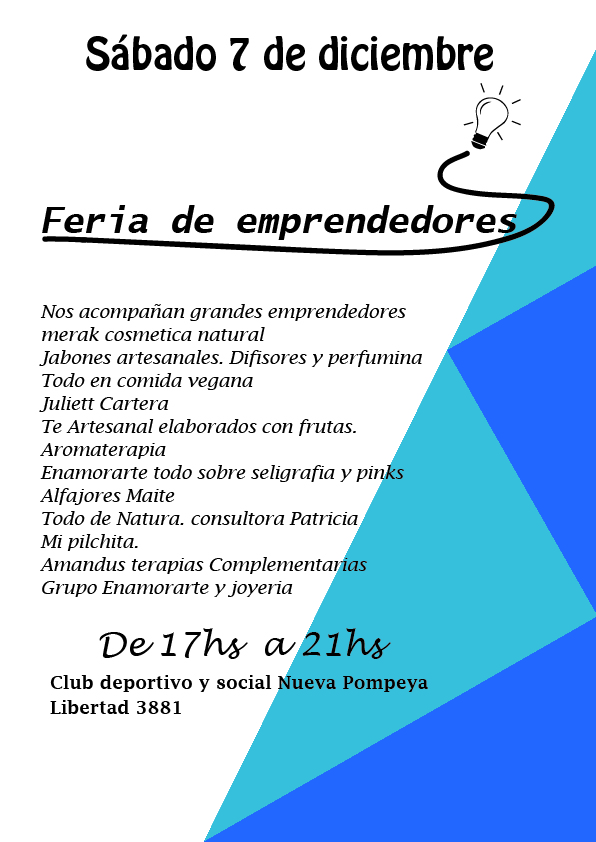 Sábado 7 de diciembre
Feria de emprendedores
Nos acompañan grandes emprendedores
merak cosmetica natural
Jabones artesanales. Difisores y perfumina
Todo en comida vegana
Juliett Cartera
Te Artesanal elaborados con frutas.
Aromaterapia
Enamorarte todo sobre seligrafia y pinks
Alfajores Maite
Todo de Natura. consultora Patricia
Mi pilchita.
Amandus terapias Complementarias
Grupo Enamorarte y joyeria
De 17hs a 21hs
Club deportivo y social Nueva Pompeya
Libertad 3881